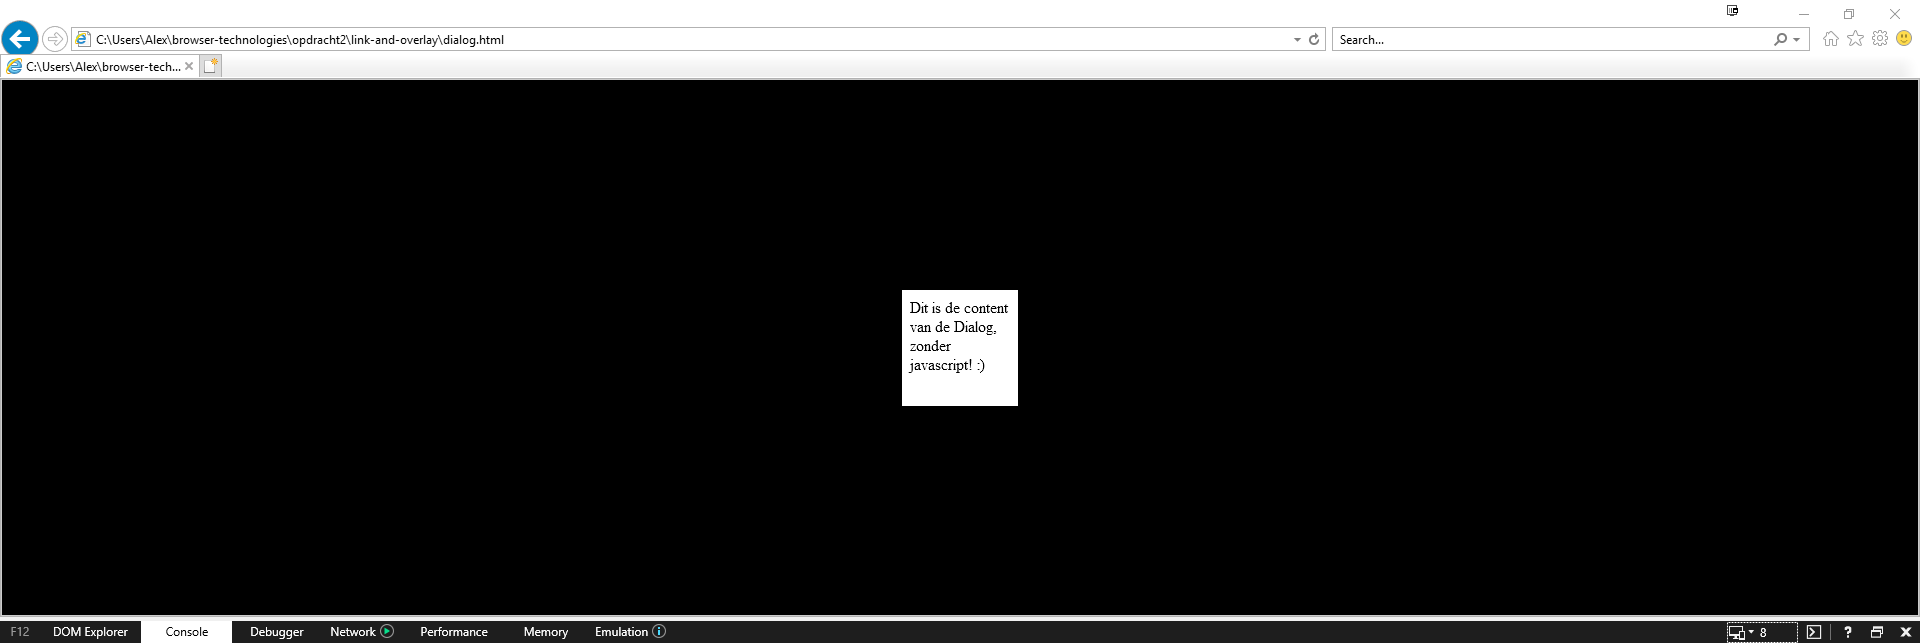 C:\Users\Alex\browser-technologies\opdracht2\link-and-overlay\dialog.html
Search...
C:\Users\Alex\browser-tech...
Dit is de content
van de Dialog,
zonder
javascript! :)
F12 DOM Explorer Console Debugger Network Performance Memory Emulation 8 ?